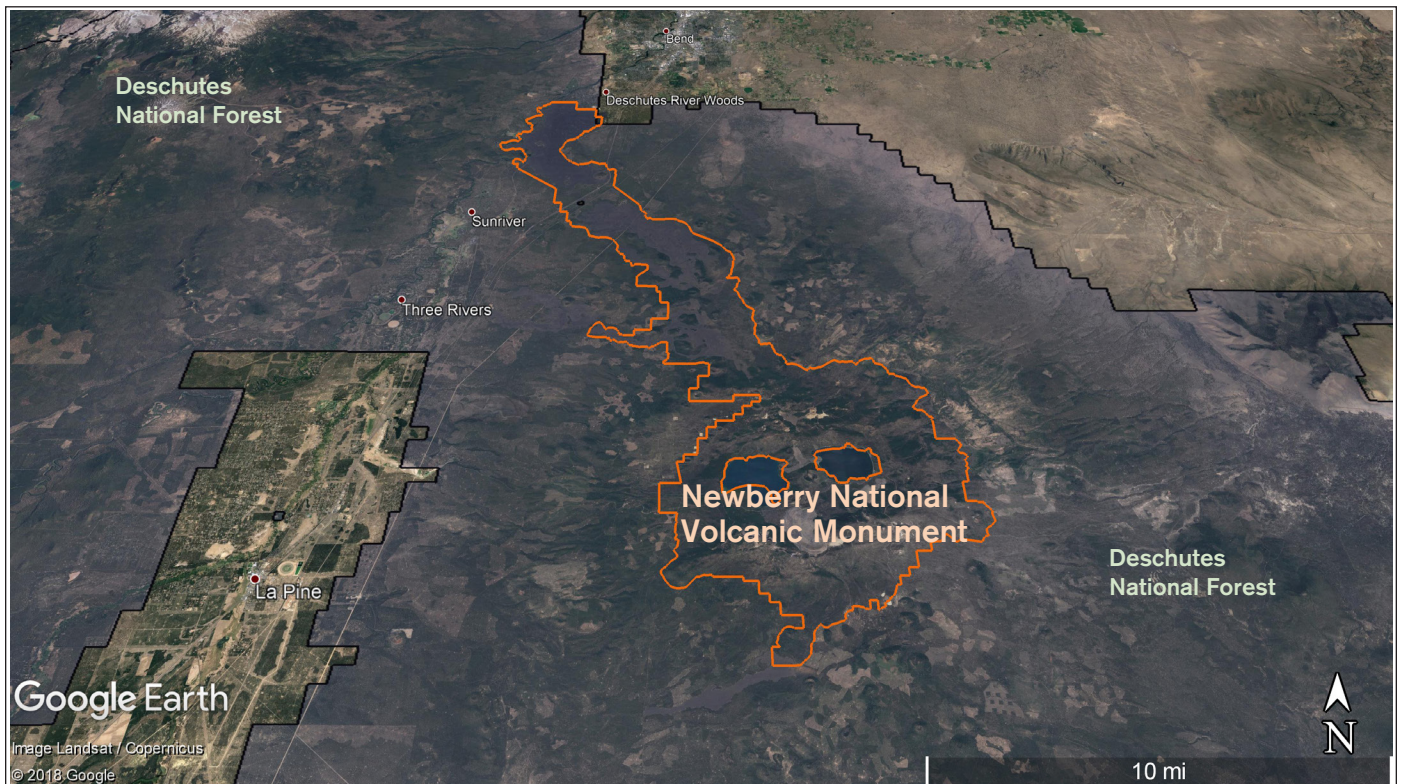 Bend
Deschutes
National Forest
Deschutes River Woods
Sunriver
Three Rivers
Newberry National
Volcanic Monument
Deschutes
National Forest
La Pine
Google Earth
N
Image Landsat / Copernicus
© 2018 Google
10 mi